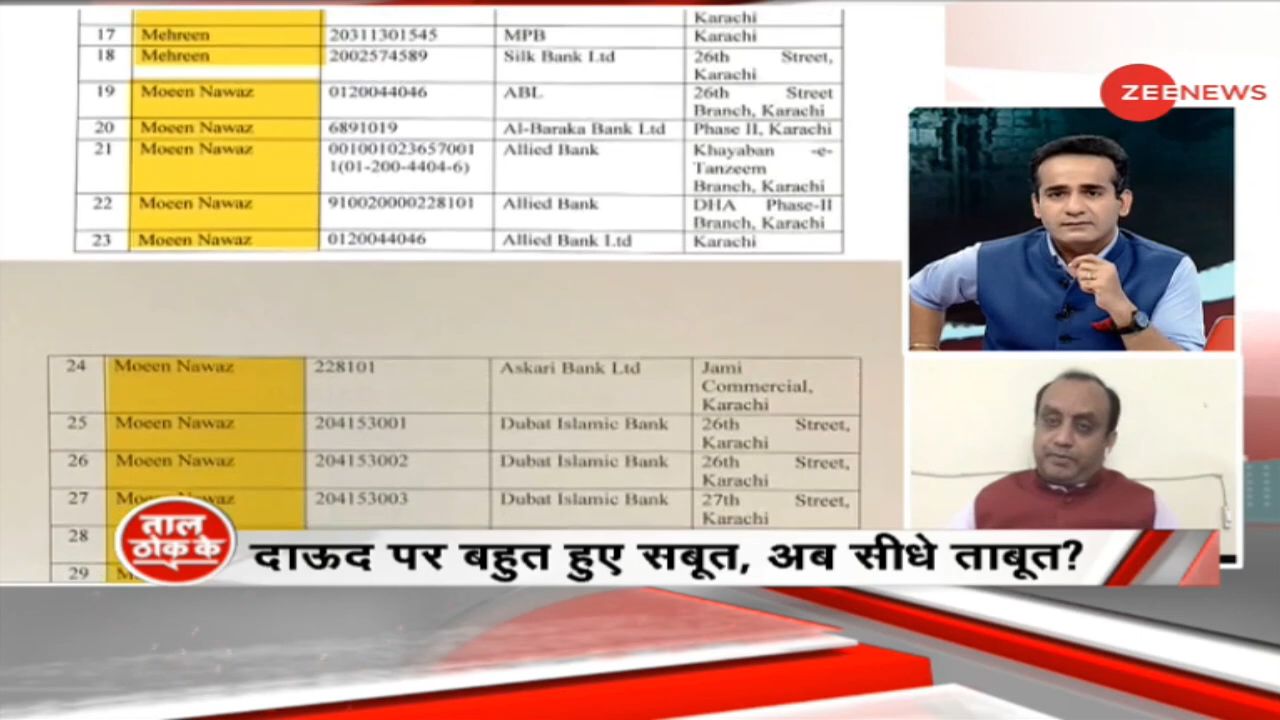 Karachi
17 Mehreen 20311301545 MPB Karachi
18 Mehreen 2002574589 Silk Bank Ltd 26th Street,
Karachi
19 Moeen Nawaz 0120044046 ABL 26th Street
Branch, Karachi
20 Moeen Nawaz 6891019 Al-Baraka Bank Ltd Phase II, Karachi
21 Moeen Nawaz 001001023657001 Allied Bank Khayaban -e-
1(01-200-4404-6) Tanzeem
Branch, Karachi
22 Moeen Nawaz 910020000228101 Allied Bank DHA Phase-II
Branch, Karachi
23 Moeen Nawaz 0120044046 Allied Bank Ltd Karachi
ZEENEWS
24 Moeen Nawaz 228101 Askari Bank Ltd Jami
Commercial,
Karachi
25 Moeen Nawaz 204153001 Dubat Islamic Bank 26th Street,
Karachi
26 Moeen Nawaz 204153002 Dubat Islamic Bank 26th Street,
Karachi
27 Moeen Nawaz 204153003 Dubat Islamic Bank 27th Street,
Karachi
28
29
ताल
ठोक के
दाऊद पर बहुत हुए सबूत, अब सीधे ताबूत?